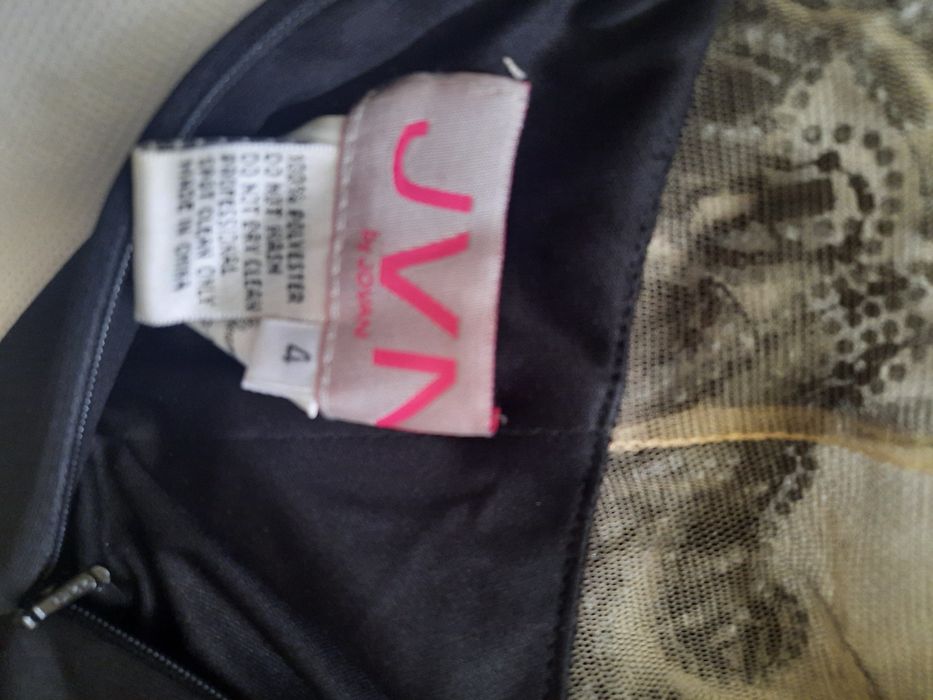 JVN
by JOVANI
4
100% POLYESTER
DO NOT WASH
DO NOT DRY CLEAN
PROFESSIONAL
SPOT CLEAN ONLY
MADE IN CHINA